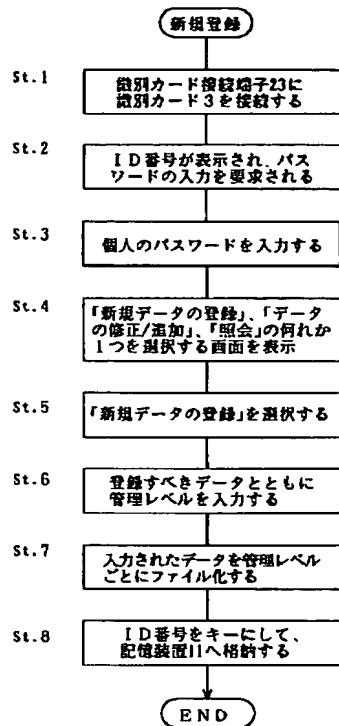 新規登録
St.1
識別カード接続端子23に
識別カード3を接続する
St.2
ID番号が表示され、パス
ワードの入力を要求される
St.3
個人のパスワードを入力する
St.4
「新規データの登録」、「データ
の修正/追加」、「照会」の何れか
1つを選択する画面を表示
St.5
「新規データの登録」を選択する
St.6
登録すべきデータとともに
管理レベルを入力する
St.7
入力されたデータを管理レベル
ごとにファイル化する
St.8
ID番号をキーにして、
記憶装置11へ格納する
END